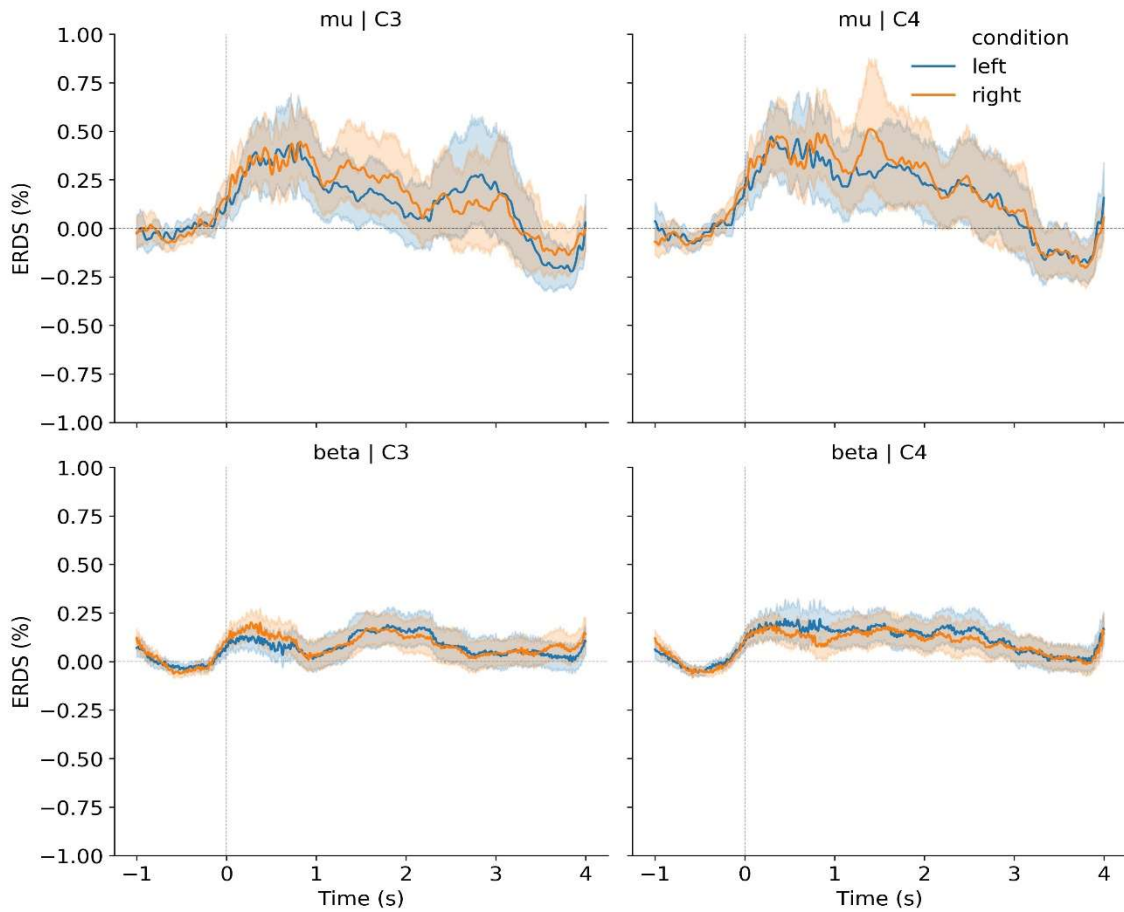 mu | C3
mu | C4
condition
left
right
ERDS (%)
1.00
0.75
0.50
0.25
0.00
−0.25
−0.50
−0.75
−1.00
beta | C3
beta | C4
ERDS (%)
1.00
0.75
0.50
0.25
0.00
−0.25
−0.50
−0.75
−1.00
−1 0 1 2 3 4
−1 0 1 2 3 4
Time (s)
Time (s)